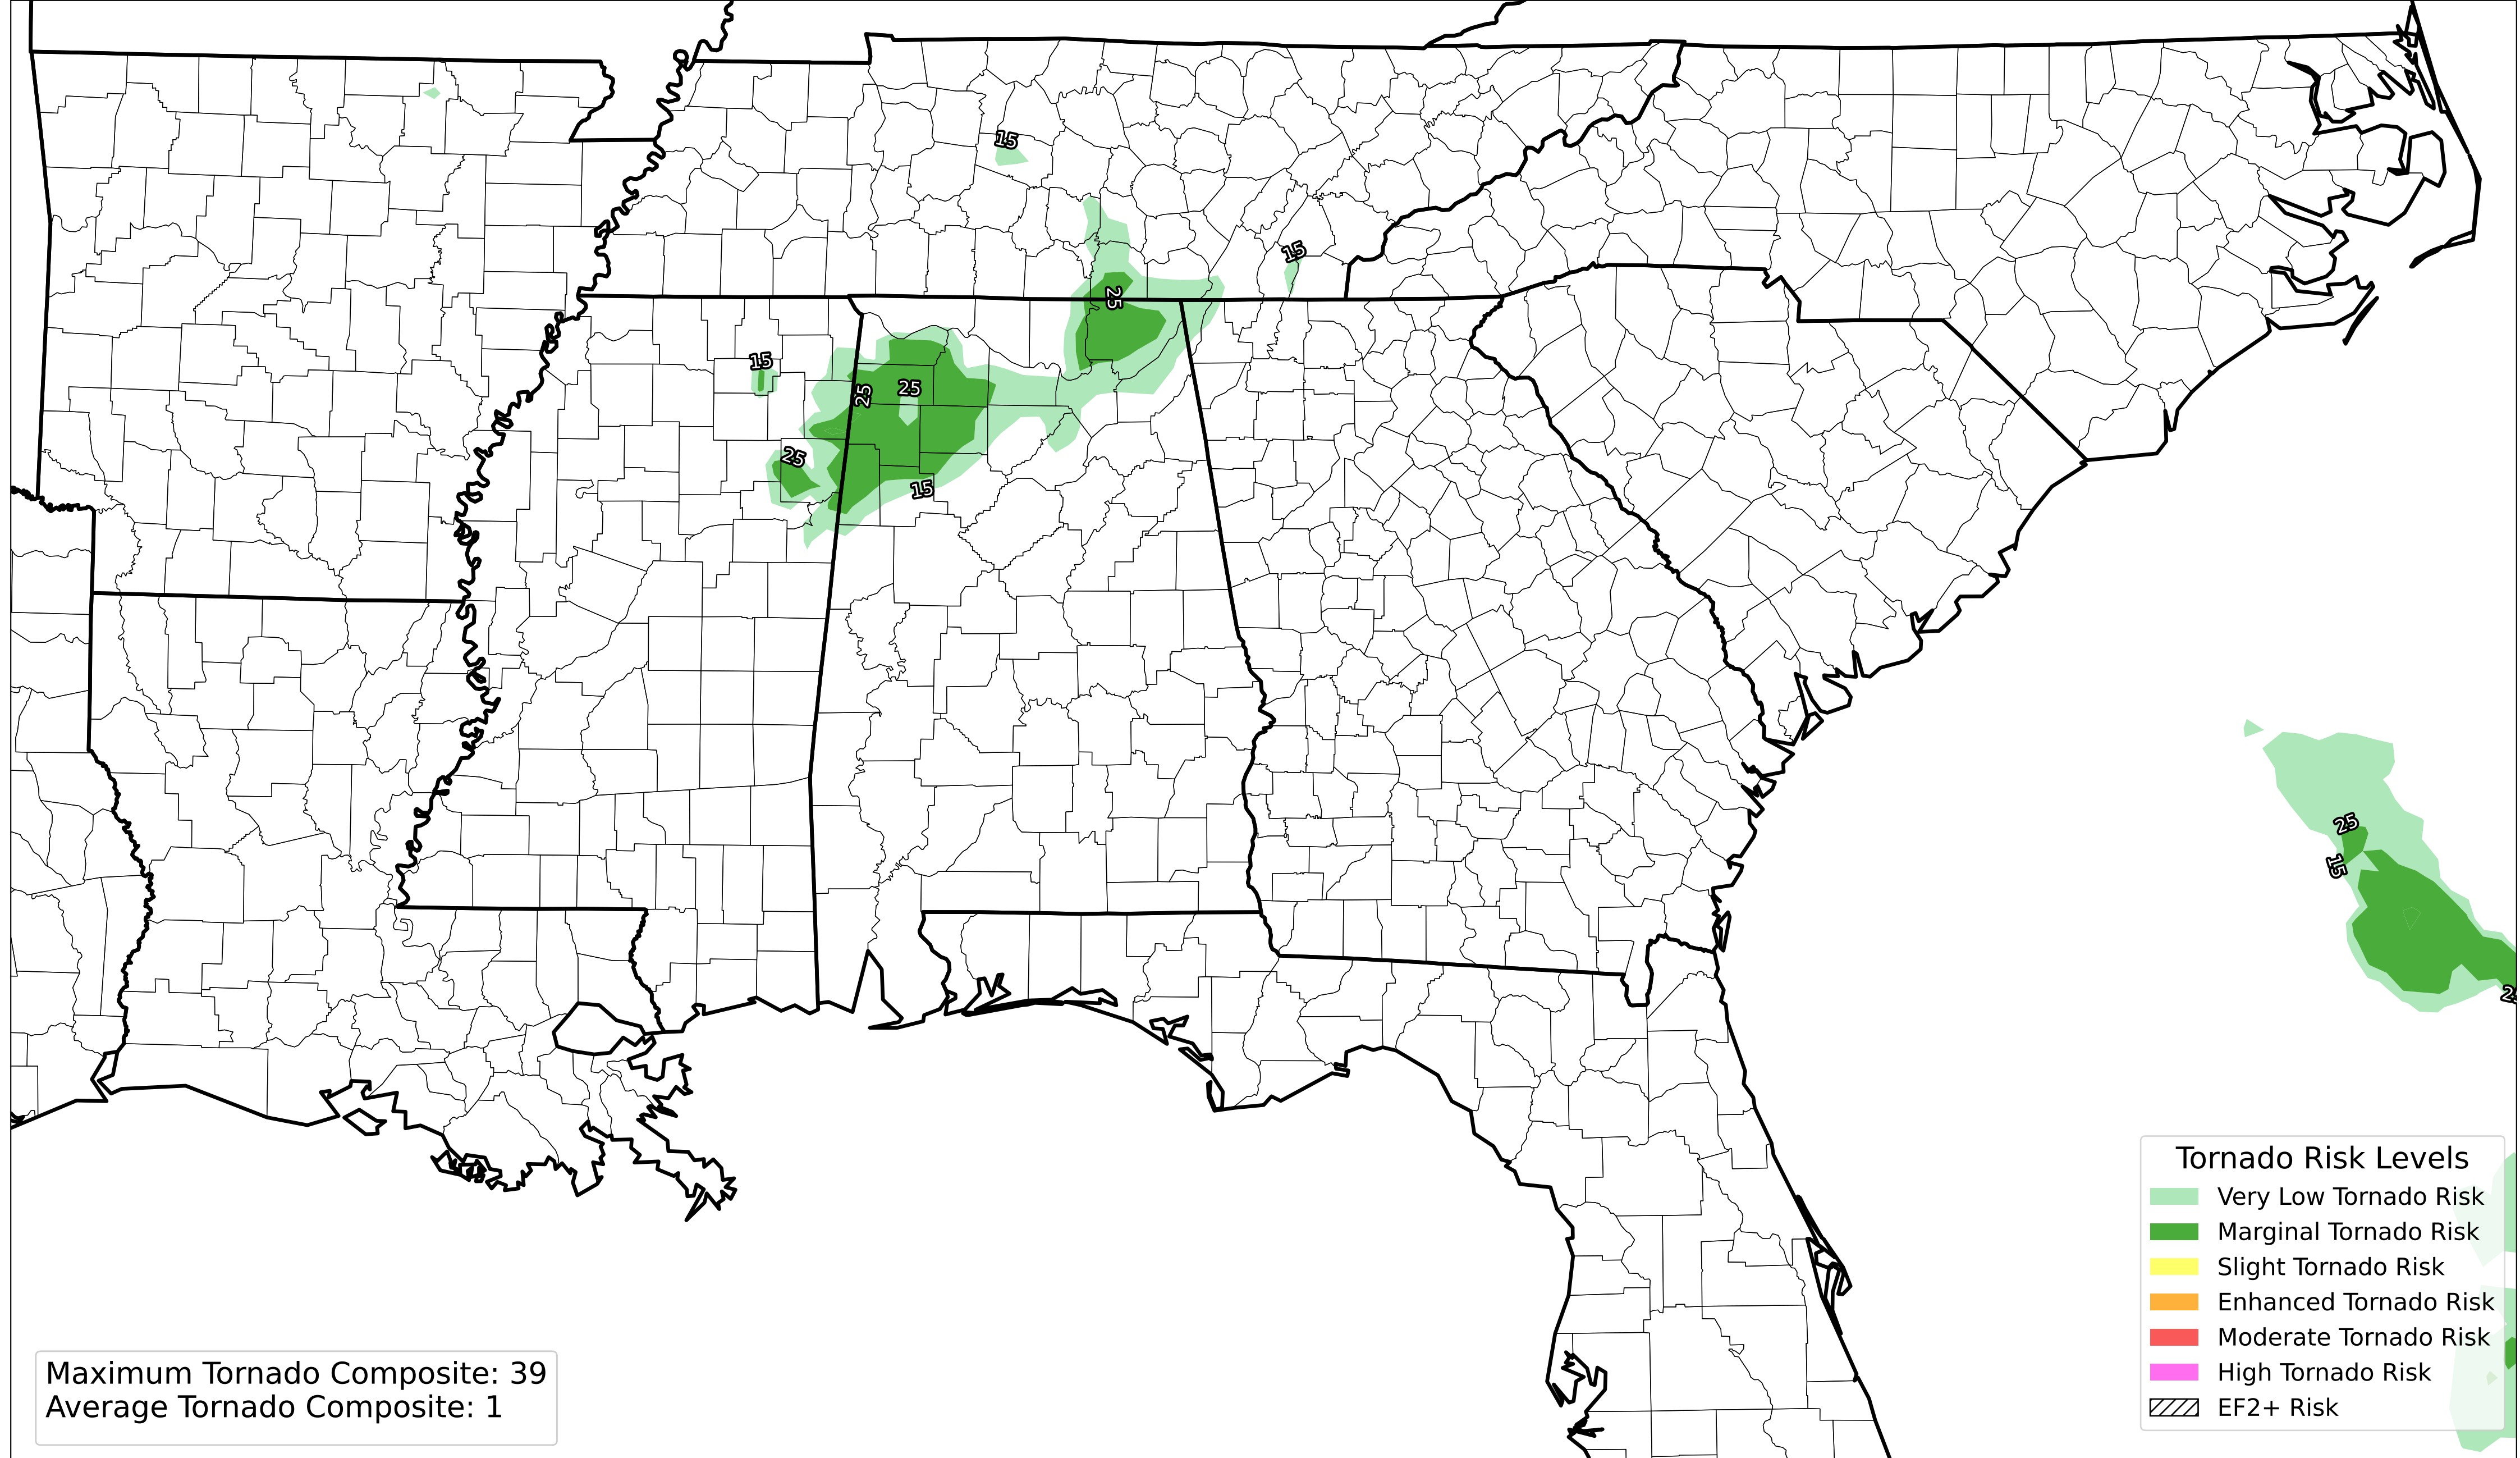 15
15
25
15
25
25
25
15
25
15
Tornado Risk Levels
Very Low Tornado Risk
Marginal Tornado Risk
Slight Tornado Risk
Enhanced Tornado Risk
Moderate Tornado Risk
High Tornado Risk
EF2+ Risk
Maximum Tornado Composite: 39
Average Tornado Composite: 1